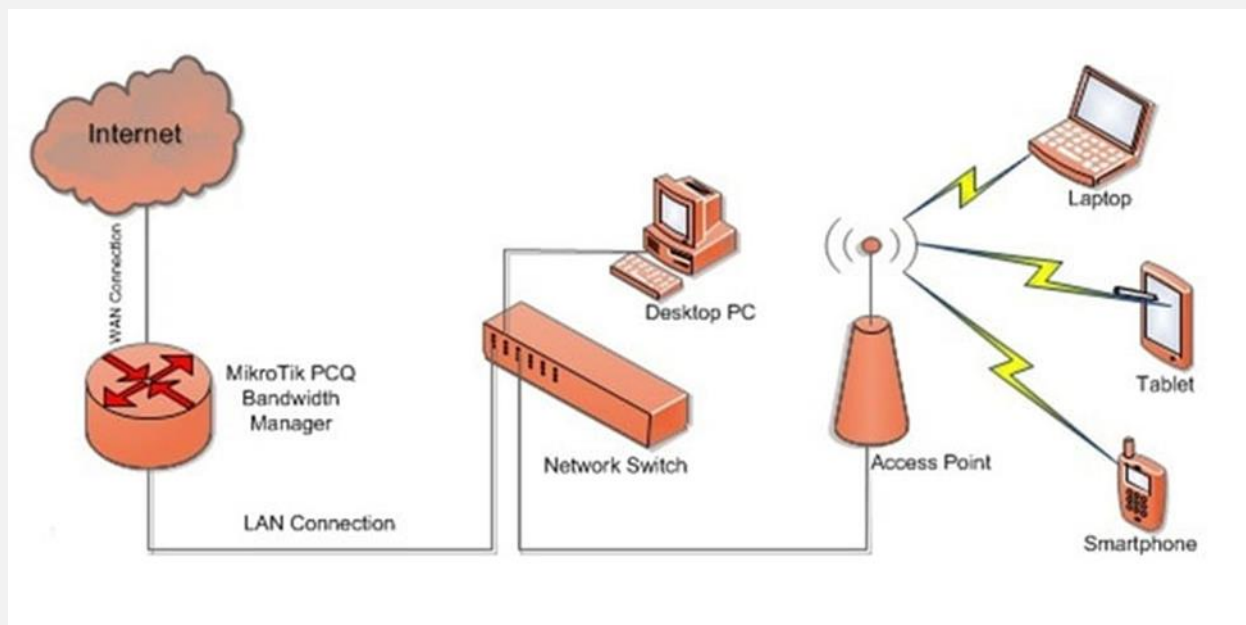 Internet
WAN Connection
MikroTik PCQ
Bandwidth
Manager
LAN Connection
Desktop PC
Network Switch
Access Point
Laptop
Tablet
Smartphone